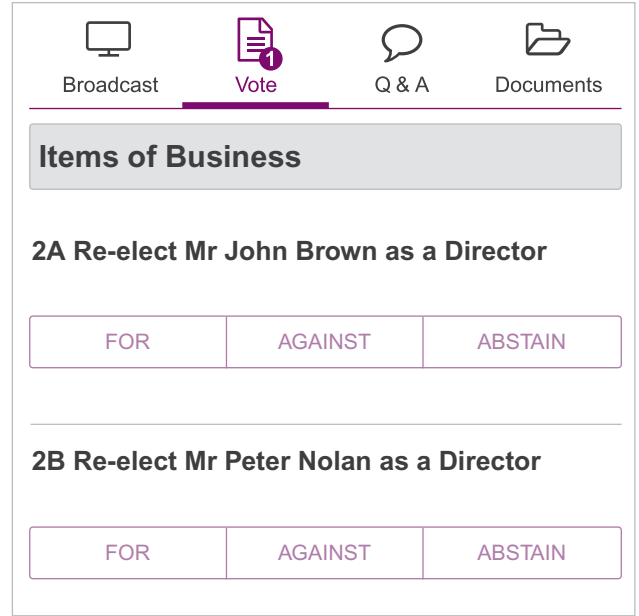 1
Broadcast Vote Q & A Documents
Items of Business
2A Re-elect Mr John Brown as a Director
FOR AGAINST ABSTAIN
2B Re-elect Mr Peter Nolan as a Director
FOR AGAINST ABSTAIN